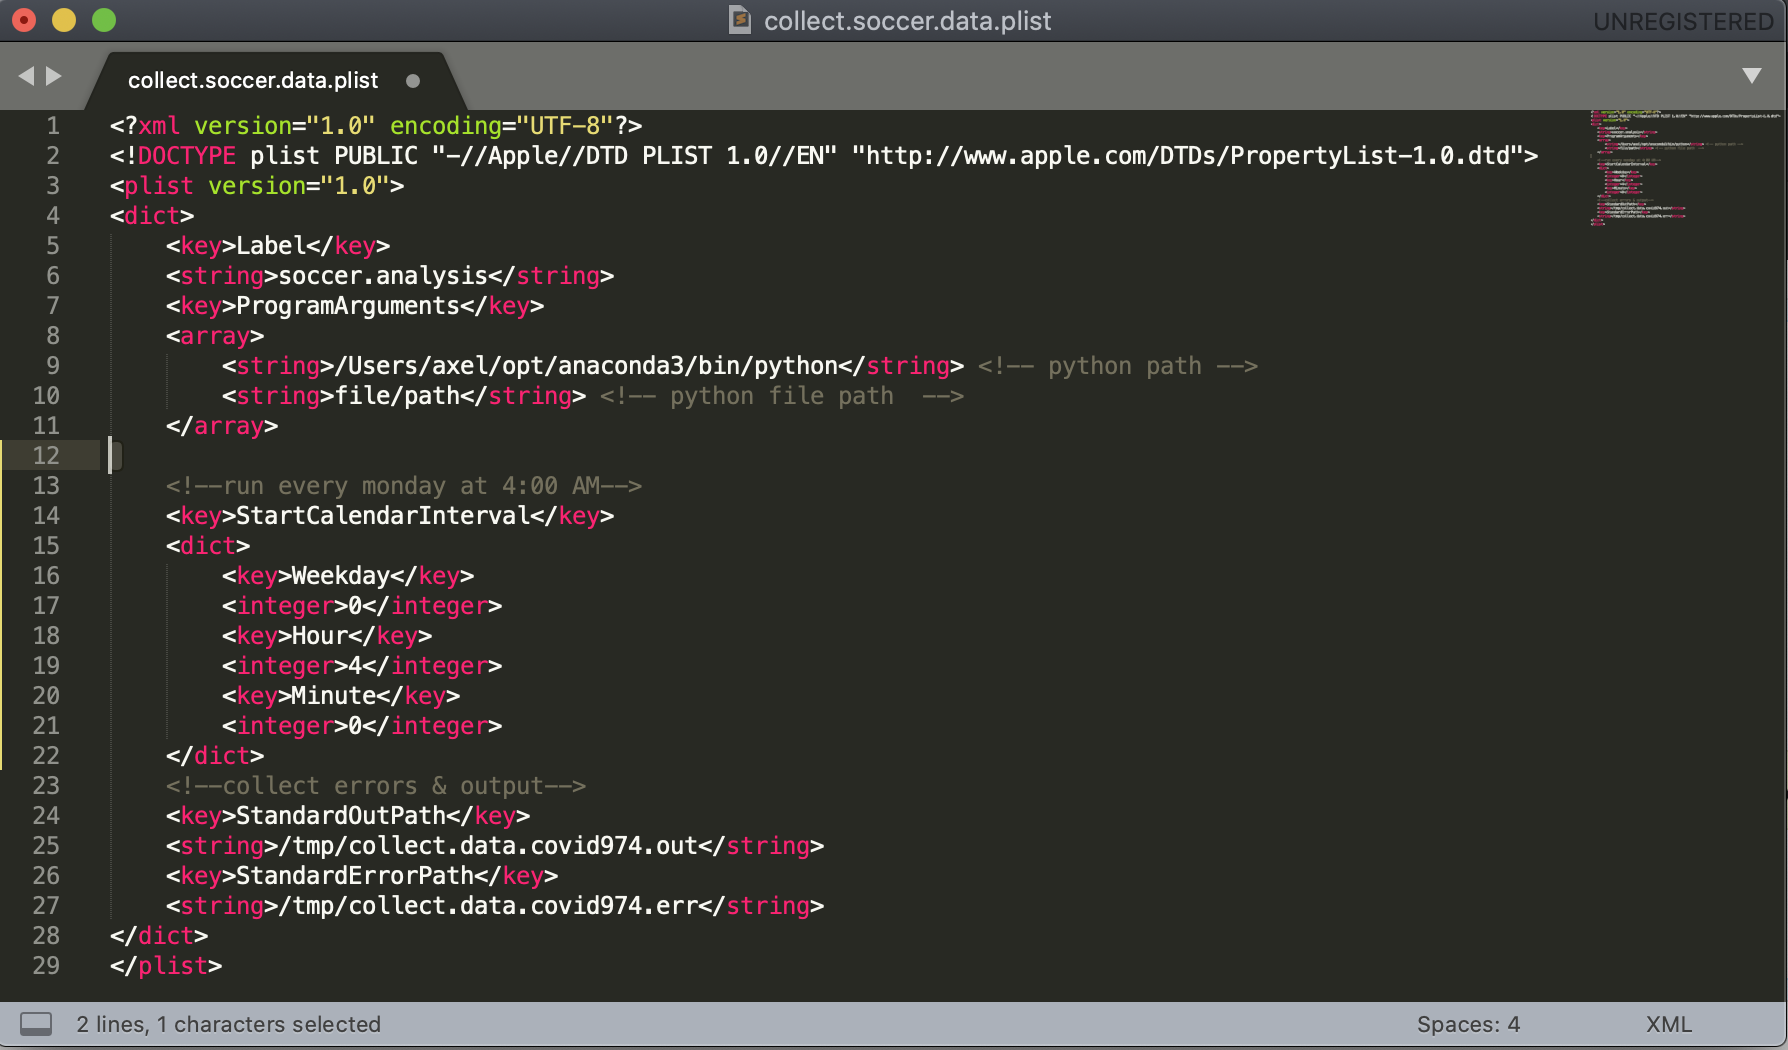 collect.soccer.data.plist
UNREGISTERED
collect.soccer.data.plist
1 <?xml version="1.0" encoding="UTF-8"?>
2 <!DOCTYPE plist PUBLIC "-//Apple//DTD PLIST 1.0//EN" "http://www.apple.com/DTDs/PropertyList-1.0.dtd">
3 <plist version="1.0">
4 <dict>
5     <key>Label</key>
6     <string>soccer.analysis</string>
7     <key>ProgramArguments</key>
8     <array>
9         <string>/Users/axel/opt/anaconda3/bin/python</string> <!-- python path -->
10         <string>file/path</string> <!-- python file path  -->
11     </array>
12
13     <!--run every monday at 4:00 AM-->
14     <key>StartCalendarInterval</key>
15     <dict>
16         <key>Weekday</key>
17         <integer>0</integer>
18         <key>Hour</key>
19         <integer>4</integer>
20         <key>Minute</key>
21         <integer>0</integer>
22     </dict>
23     <!--collect errors & output-->
24     <key>StandardOutPath</key>
25     <string>/tmp/collect.data.covid974.out</string>
26     <key>StandardErrorPath</key>
27     <string>/tmp/collect.data.covid974.err</string>
28 </dict>
29 </plist>
2 lines, 1 characters selected
Spaces: 4
XML